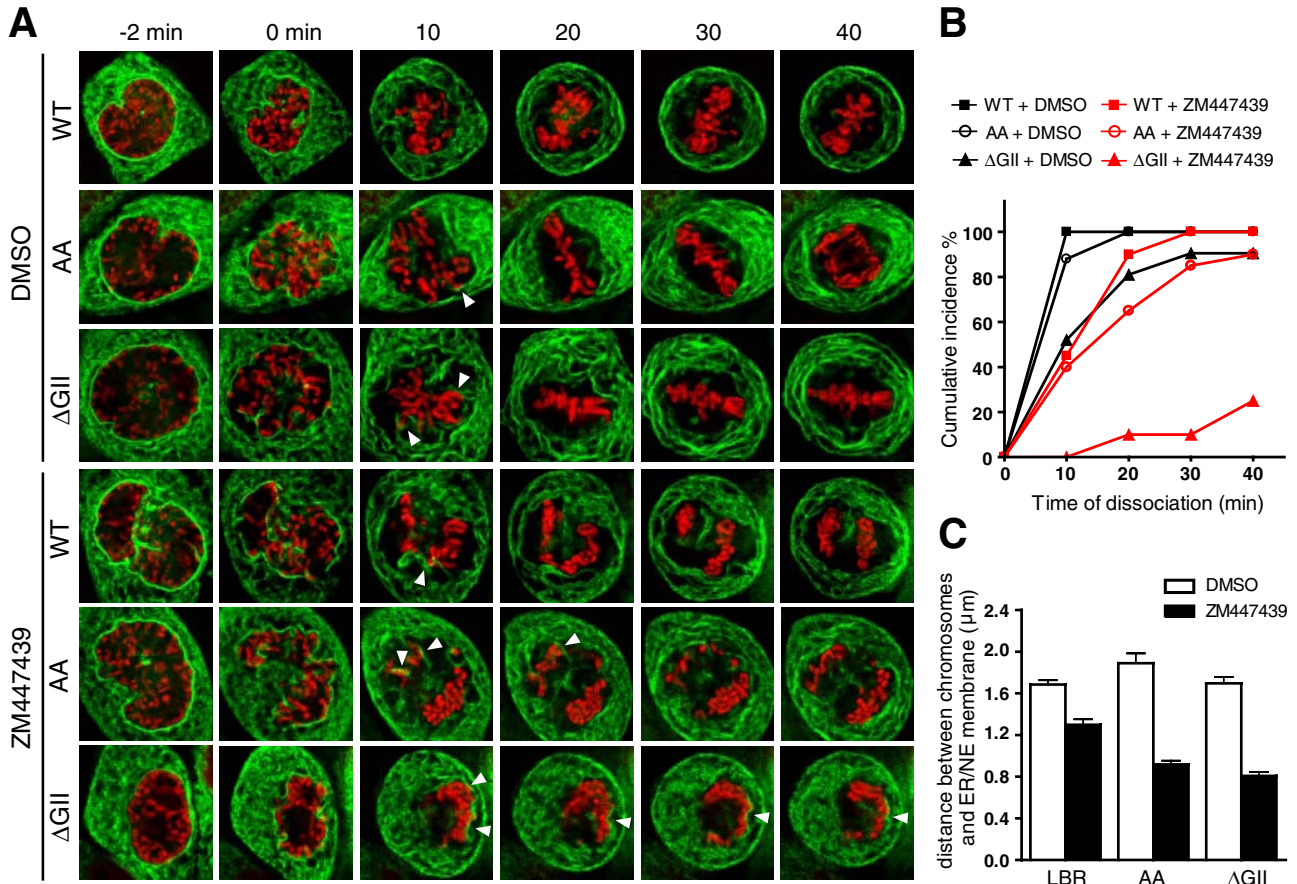 A
-2 min 0 min 10 20 30 40
DMSO
WT
AA
ΔGII
ZM447439
WT
AA
ΔGII
B
WT + DMSO WT + ZM447439
AA + DMSO AA + ZM447439
ΔGII + DMSO ΔGII + ZM447439
Cumulative incidence %
100
80
60
40
20
0
0 10 20 30 40
Time of dissociation (min)
C
DMSO
ZM447439
distance between chromosomes
and ER/NE membrane (μm)
2.4
2.0
1.6
1.2
0.8
0.4
0.0
LBR AA ΔGII